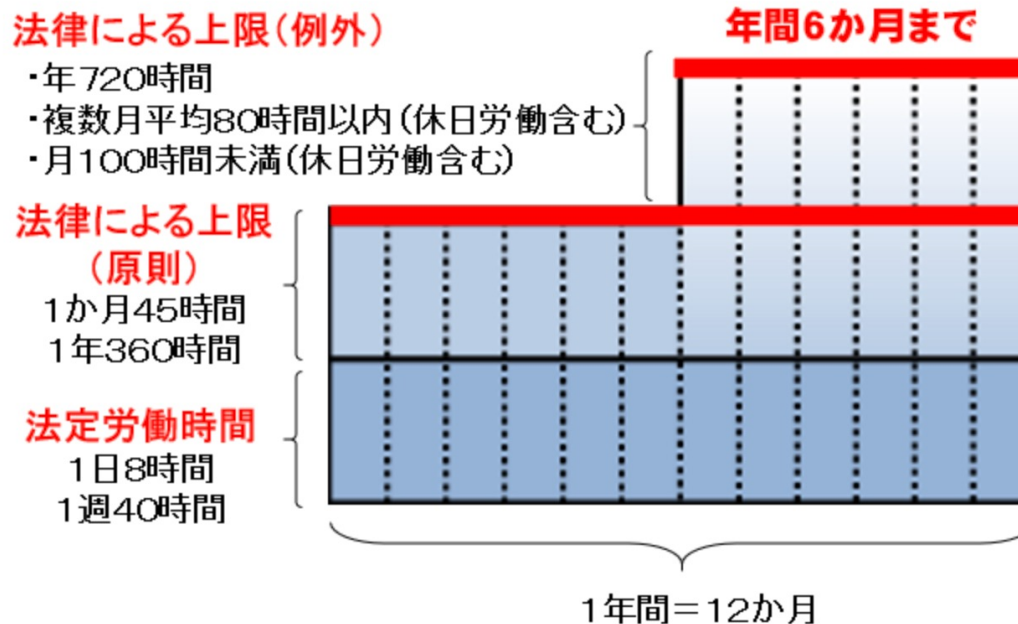 法律による上限(例外)
・年720時間
・複数月平均80時間以内(休日労働含む)
・月100時間未満(休日労働含む)
年間6か月まで
法律による上限
(原則)
1か月45時間
1年360時間
法定労働時間
1日8時間
1週40時間
1年間=12か月